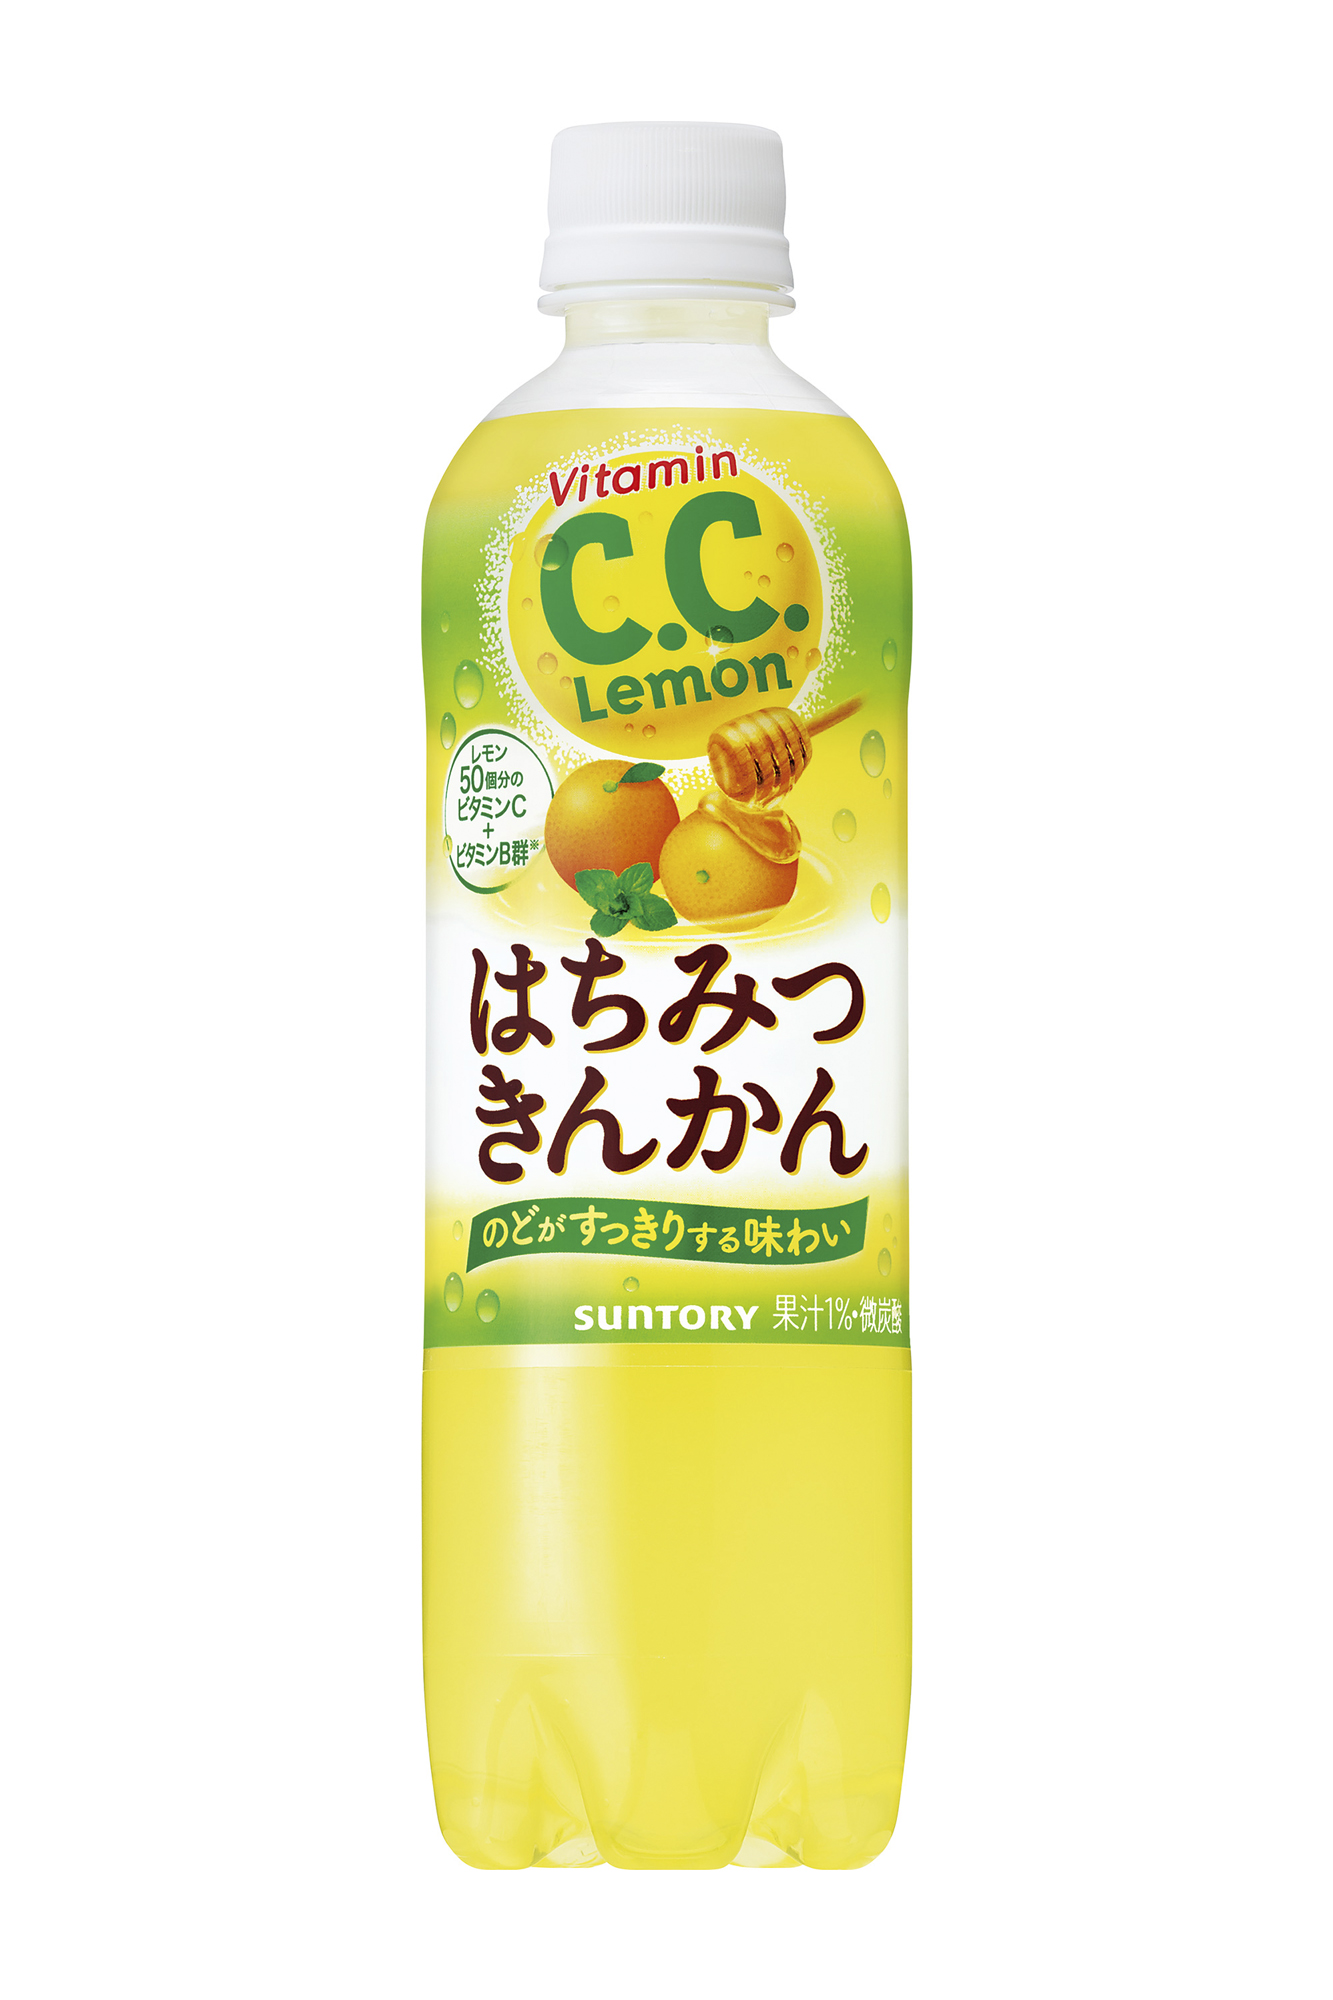 Vitamin
C.C.
Lemon
レモン
50個分の
ビタミンC
+
ビタミンB群※
はちみつ
きんかん
のどがすっきりする味わい
SUNTORY 果汁1%・微炭酸